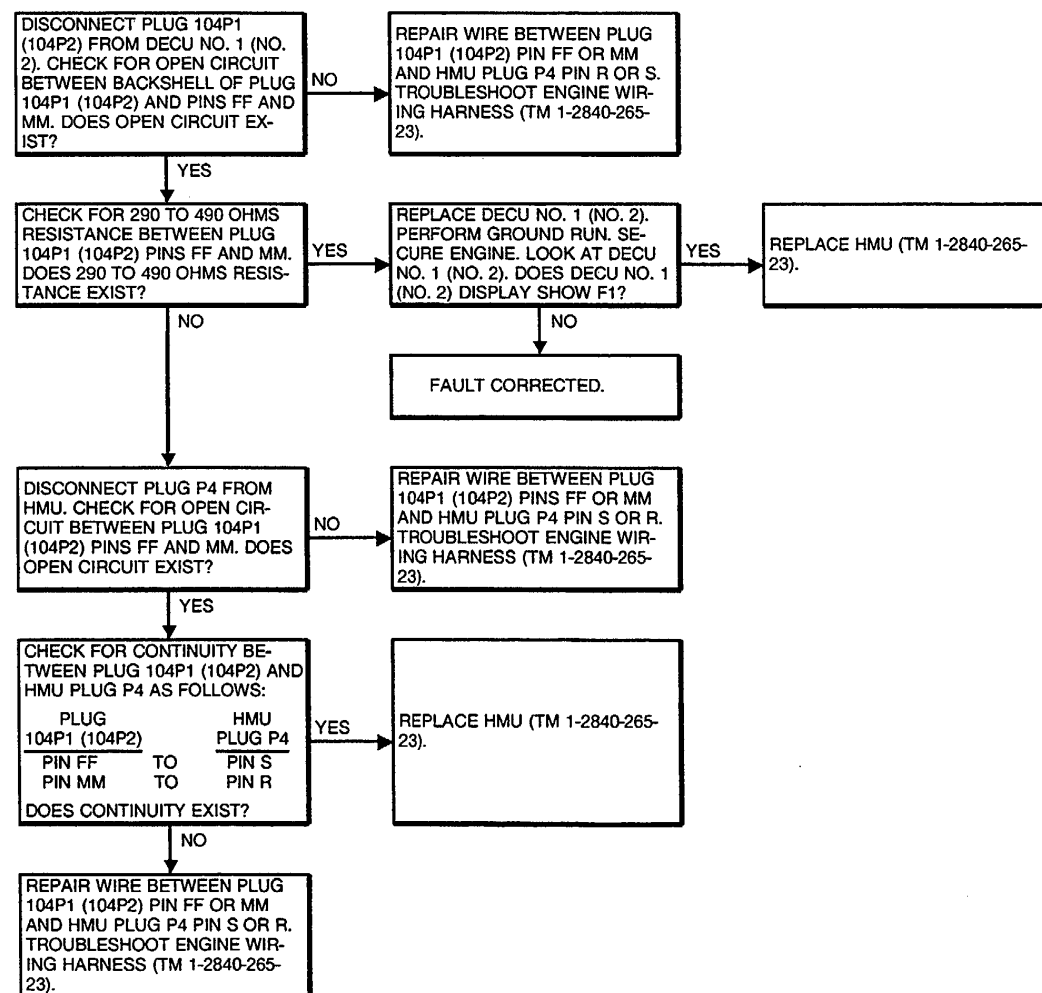 DISCONNECT PLUG 104P1
(104P2) FROM DECU NO. 1 (NO.
2). CHECK FOR OPEN CIRCUIT
BETWEEN BACKSHELL OF PLUG
104P1 (104P2) AND PINS FF AND
MM. DOES OPEN CIRCUIT EX-
IST?
NO
REPAIR WIRE BETWEEN PLUG
104P1 (104P2) PIN FF OR MM
AND HMU PLUG P4 PIN R OR S.
TROUBLESHOOT ENGINE WIR-
ING HARNESS (TM 1-2840-265-
23).
YES
CHECK FOR 290 TO 490 OHMS
RESISTANCE BETWEEN PLUG
104P1 (104P2) PINS FF AND MM.
DOES 290 TO 490 OHMS RESIS-
TANCE EXIST?
YES
REPLACE DECU NO. 1 (NO. 2).
PERFORM GROUND RUN. SE-
CURE ENGINE. LOOK AT DECU
NO. 1 (NO. 2). DOES DECU NO. 1
(NO. 2) DISPLAY SHOW F1?
YES
REPLACE HMU (TM 1-2840-265-
23).
NO
NO
FAULT CORRECTED.
DISCONNECT PLUG P4 FROM
HMU. CHECK FOR OPEN CIR-
CUIT BETWEEN PLUG 104P1
(104P2) PINS FF AND MM. DOES
OPEN CIRCUIT EXIST?
NO
REPAIR WIRE BETWEEN PLUG
104P1 (104P2) PINS FF OR MM
AND HMU PLUG P4 PIN S OR R.
TROUBLESHOOT ENGINE WIR-
ING HARNESS (TM 1-2840-265-
23).
YES
CHECK FOR CONTINUITY BE-
TWEEN PLUG 104P1 (104P2) AND
HMU PLUG P4 AS FOLLOWS:
PLUG HMU
104P1 (104P2) PLUG P4
PIN FF TO PIN S
PIN MM TO PIN R
DOES CONTINUITY EXIST?
YES
REPLACE HMU (TM 1-2840-265-
23).
NO
REPAIR WIRE BETWEEN PLUG
104P1 (104P2) PIN FF OR MM
AND HMU PLUG P4 PIN S OR R.
TROUBLESHOOT ENGINE WIR-
ING HARNESS (TM 1-2840-265-
23).